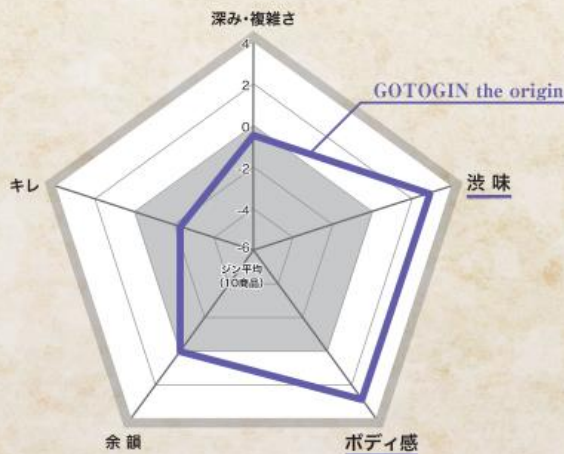 深み・複雑さ
4
2
0
-2
-4
-6
GOTOGIN the origin
キレ
渋味
ジン平均
(10商品)
余韻
ボディ感